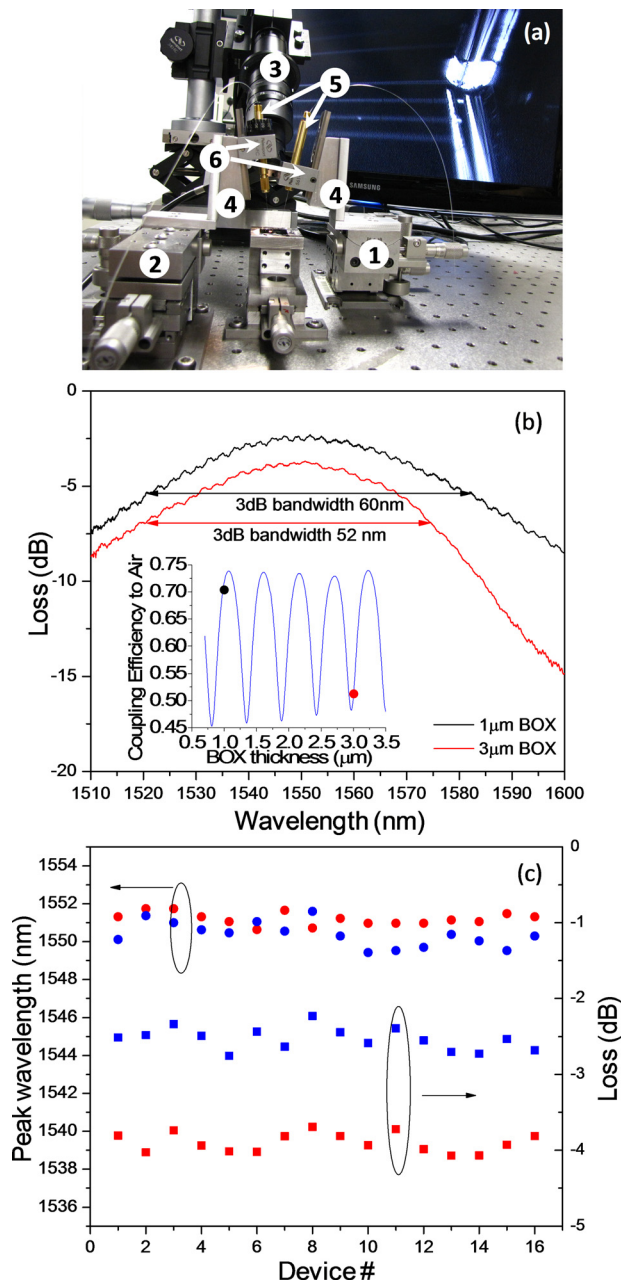 (a)
3
5
6
4
4
SAMSUNG
1
2
0
(b)
-5
3dB bandwidth 60nm
3dB bandwidth 52 nm
Loss (dB)
-10
Coupling Efficiency to Air
0.75
0.70
0.65
0.60
0.55
0.50
0.45
0.5 1.0 1.5 2.0 2.5 3.0 3.5
BOX thickness (μm)
-15
1μm BOX
3μm BOX
-20
1510 1520 1530 1540 1550 1560 1570 1580 1590 1600
Wavelength (nm)
(c)
Peak wavelength (nm)
1554
1552
1550
1548
1546
1544
1542
1540
1538
1536
0
-1
-2
-3
-4
-5
Loss (dB)
0 2 4 6 8 10 12 14 16
Device #